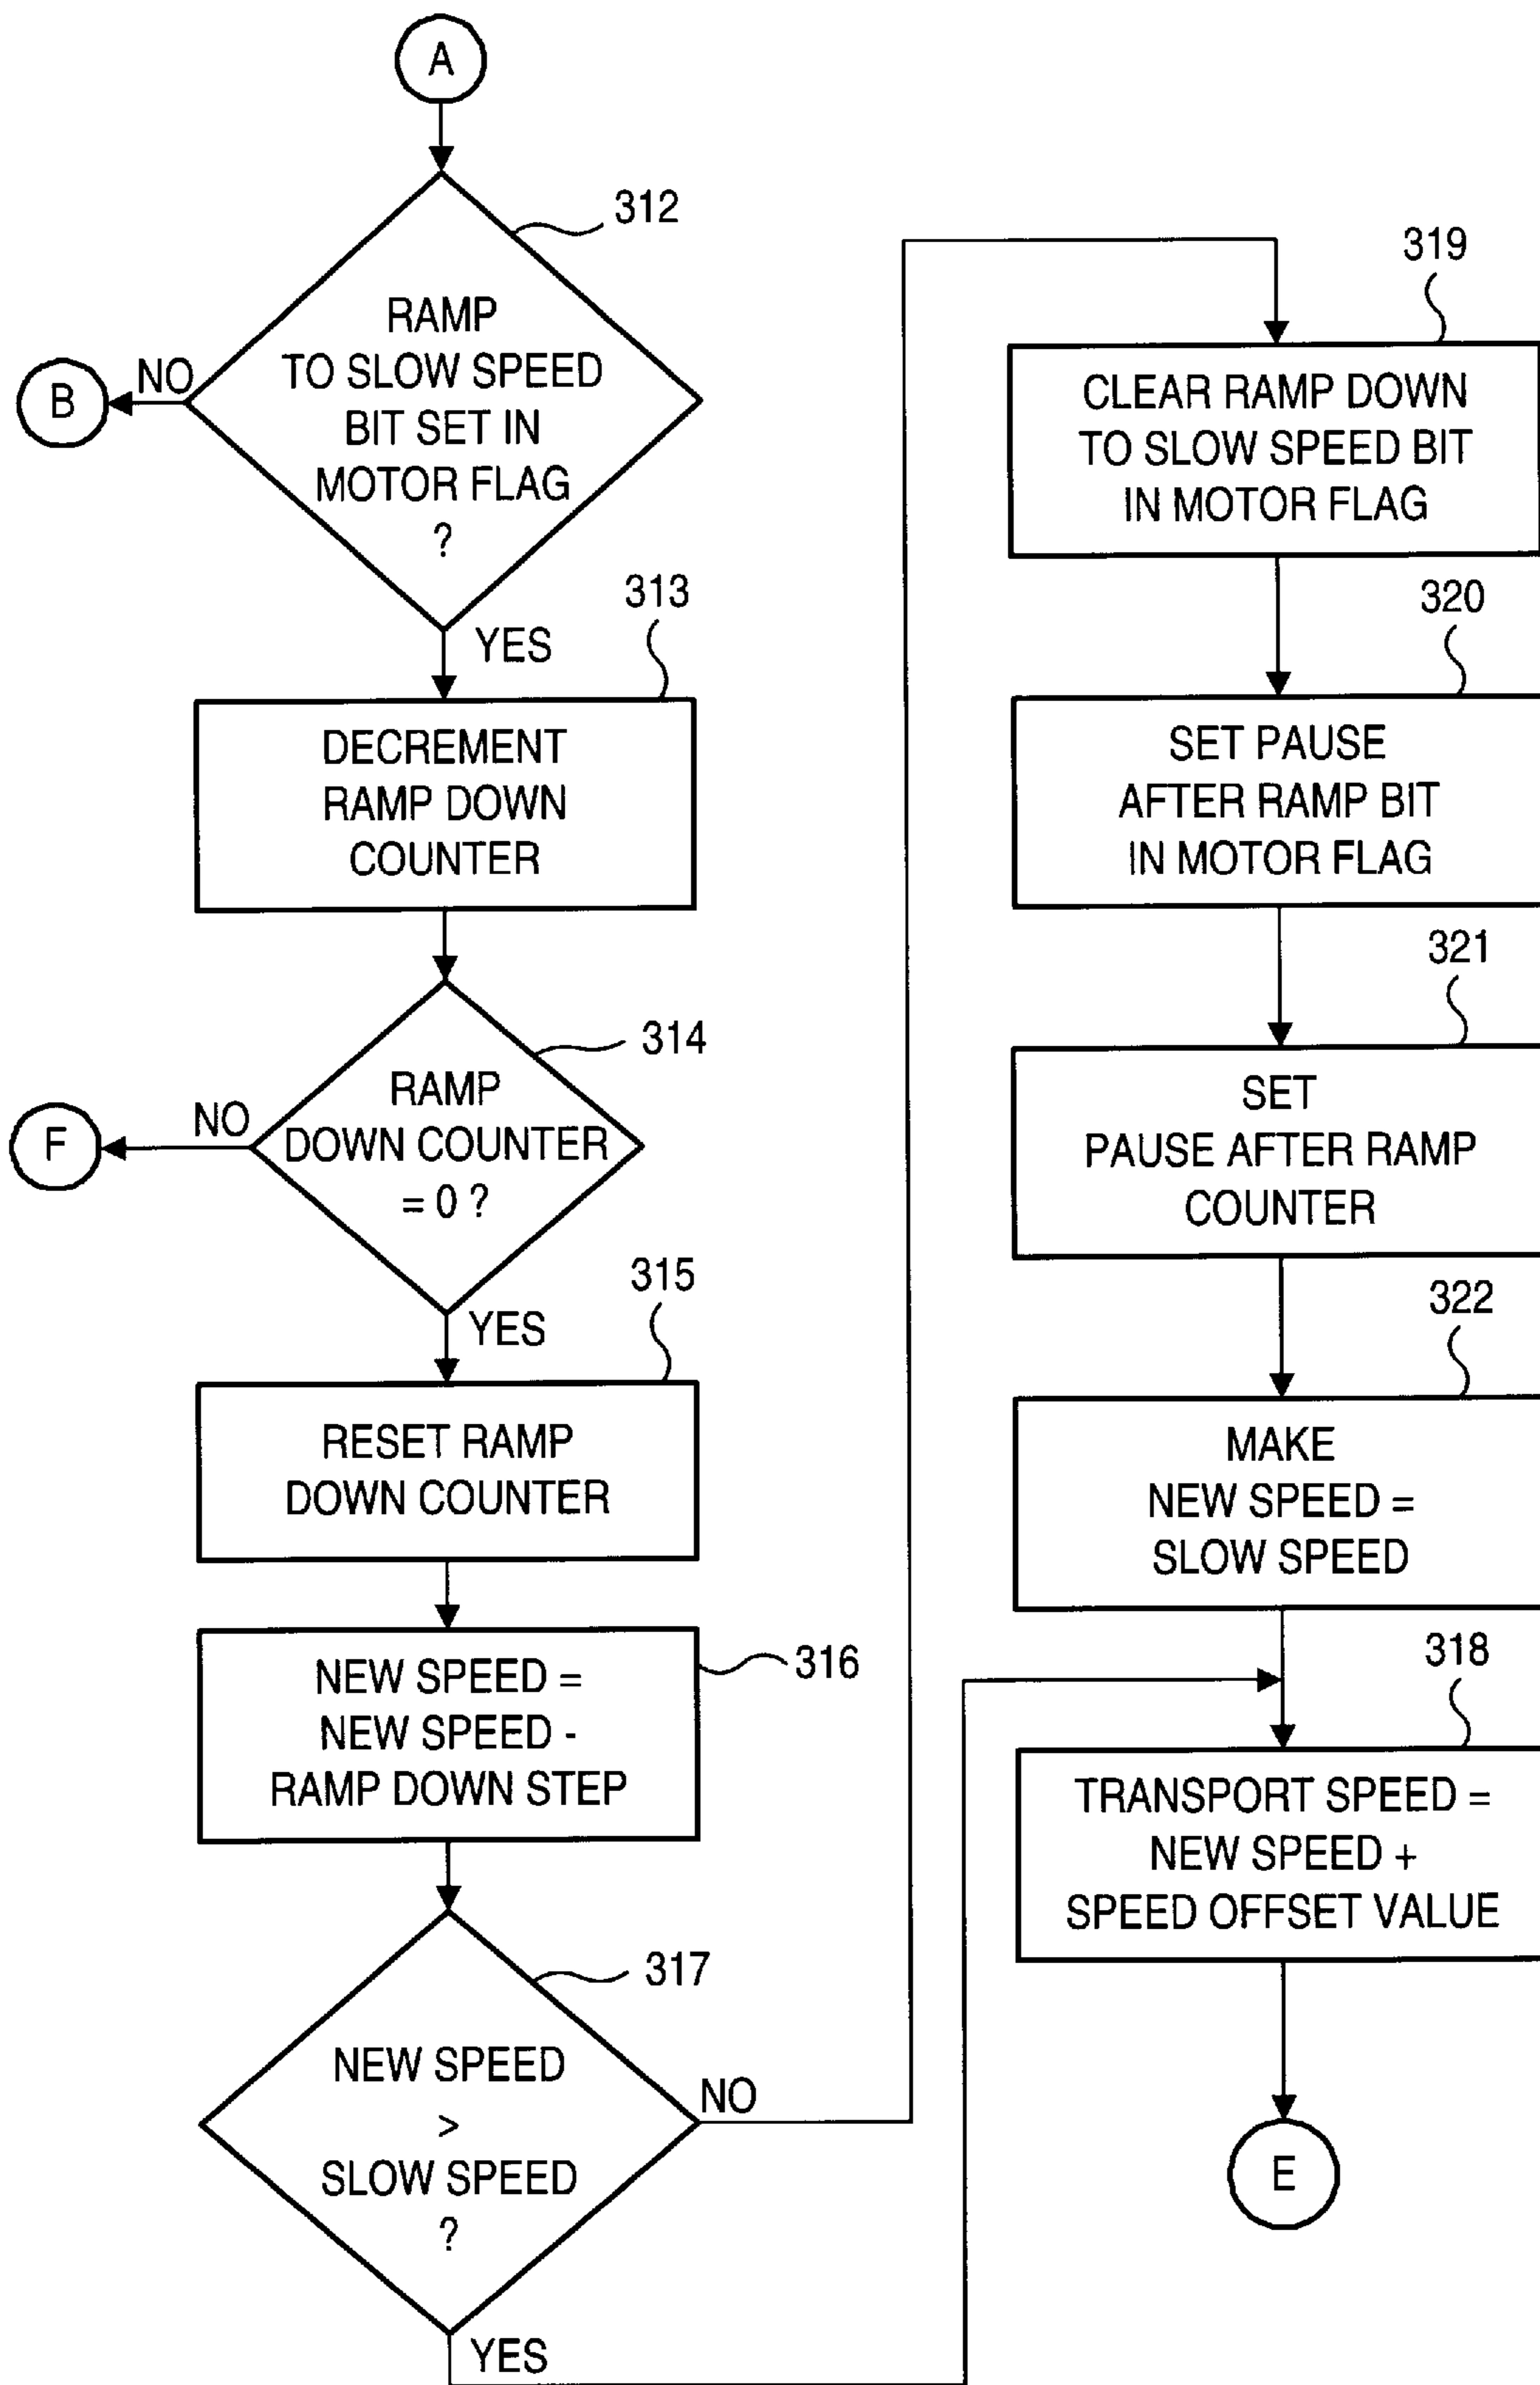 A
312
RAMP
TO SLOW SPEED
BIT SET IN
MOTOR FLAG
?
NO
B
YES
313
DECREMENT
RAMP DOWN
COUNTER
314
RAMP
DOWN COUNTER
= 0 ?
NO
F
YES
315
RESET RAMP
DOWN COUNTER
316
NEW SPEED =
NEW SPEED -
RAMP DOWN STEP
317
NEW SPEED
>
SLOW SPEED
?
NO
YES
319
CLEAR RAMP DOWN
TO SLOW SPEED BIT
IN MOTOR FLAG
320
SET PAUSE
AFTER RAMP BIT
IN MOTOR FLAG
321
SET
PAUSE AFTER RAMP
COUNTER
322
MAKE
NEW SPEED =
SLOW SPEED
318
TRANSPORT SPEED =
NEW SPEED +
SPEED OFFSET VALUE
E